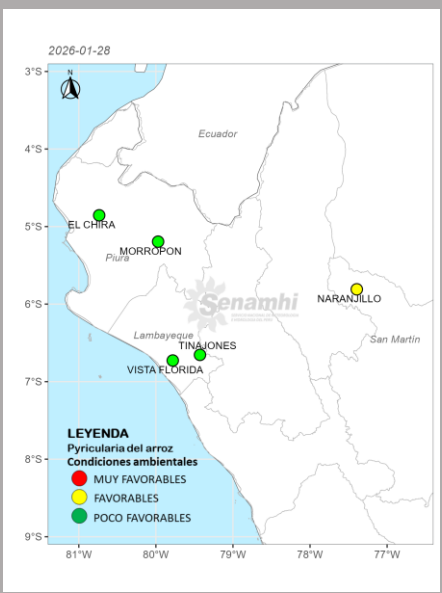 2026-01-28
3°S
N
Ecuador
4°S
5°S
EL CHIRA
MORROPON
Piura
6°S
Senamhi
NARANJILLO
Lambayeque
San Martín
TINAJONES
VISTA FLORIDA
7°S
LEYENDA
Pyricularia del arroz
Condiciones ambientales
8°S
MUY FAVORABLES
FAVORABLES
POCO FAVORABLES
9°S
81°W 80°W 79°W 78°W 77°W